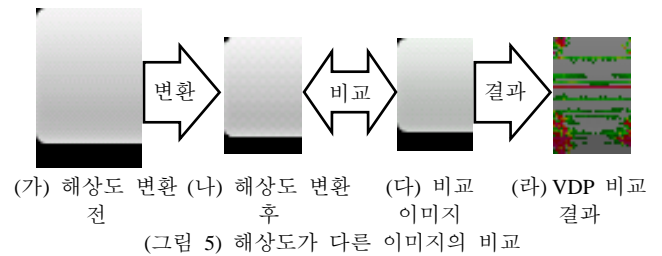 변환
비교
결과
(가) 해상도 변환 (나) 해상도 변환 (다) 비교 (라) VDP 비교
전 후 이미지 결과
(그림 5) 해상도가 다른 이미지의 비교